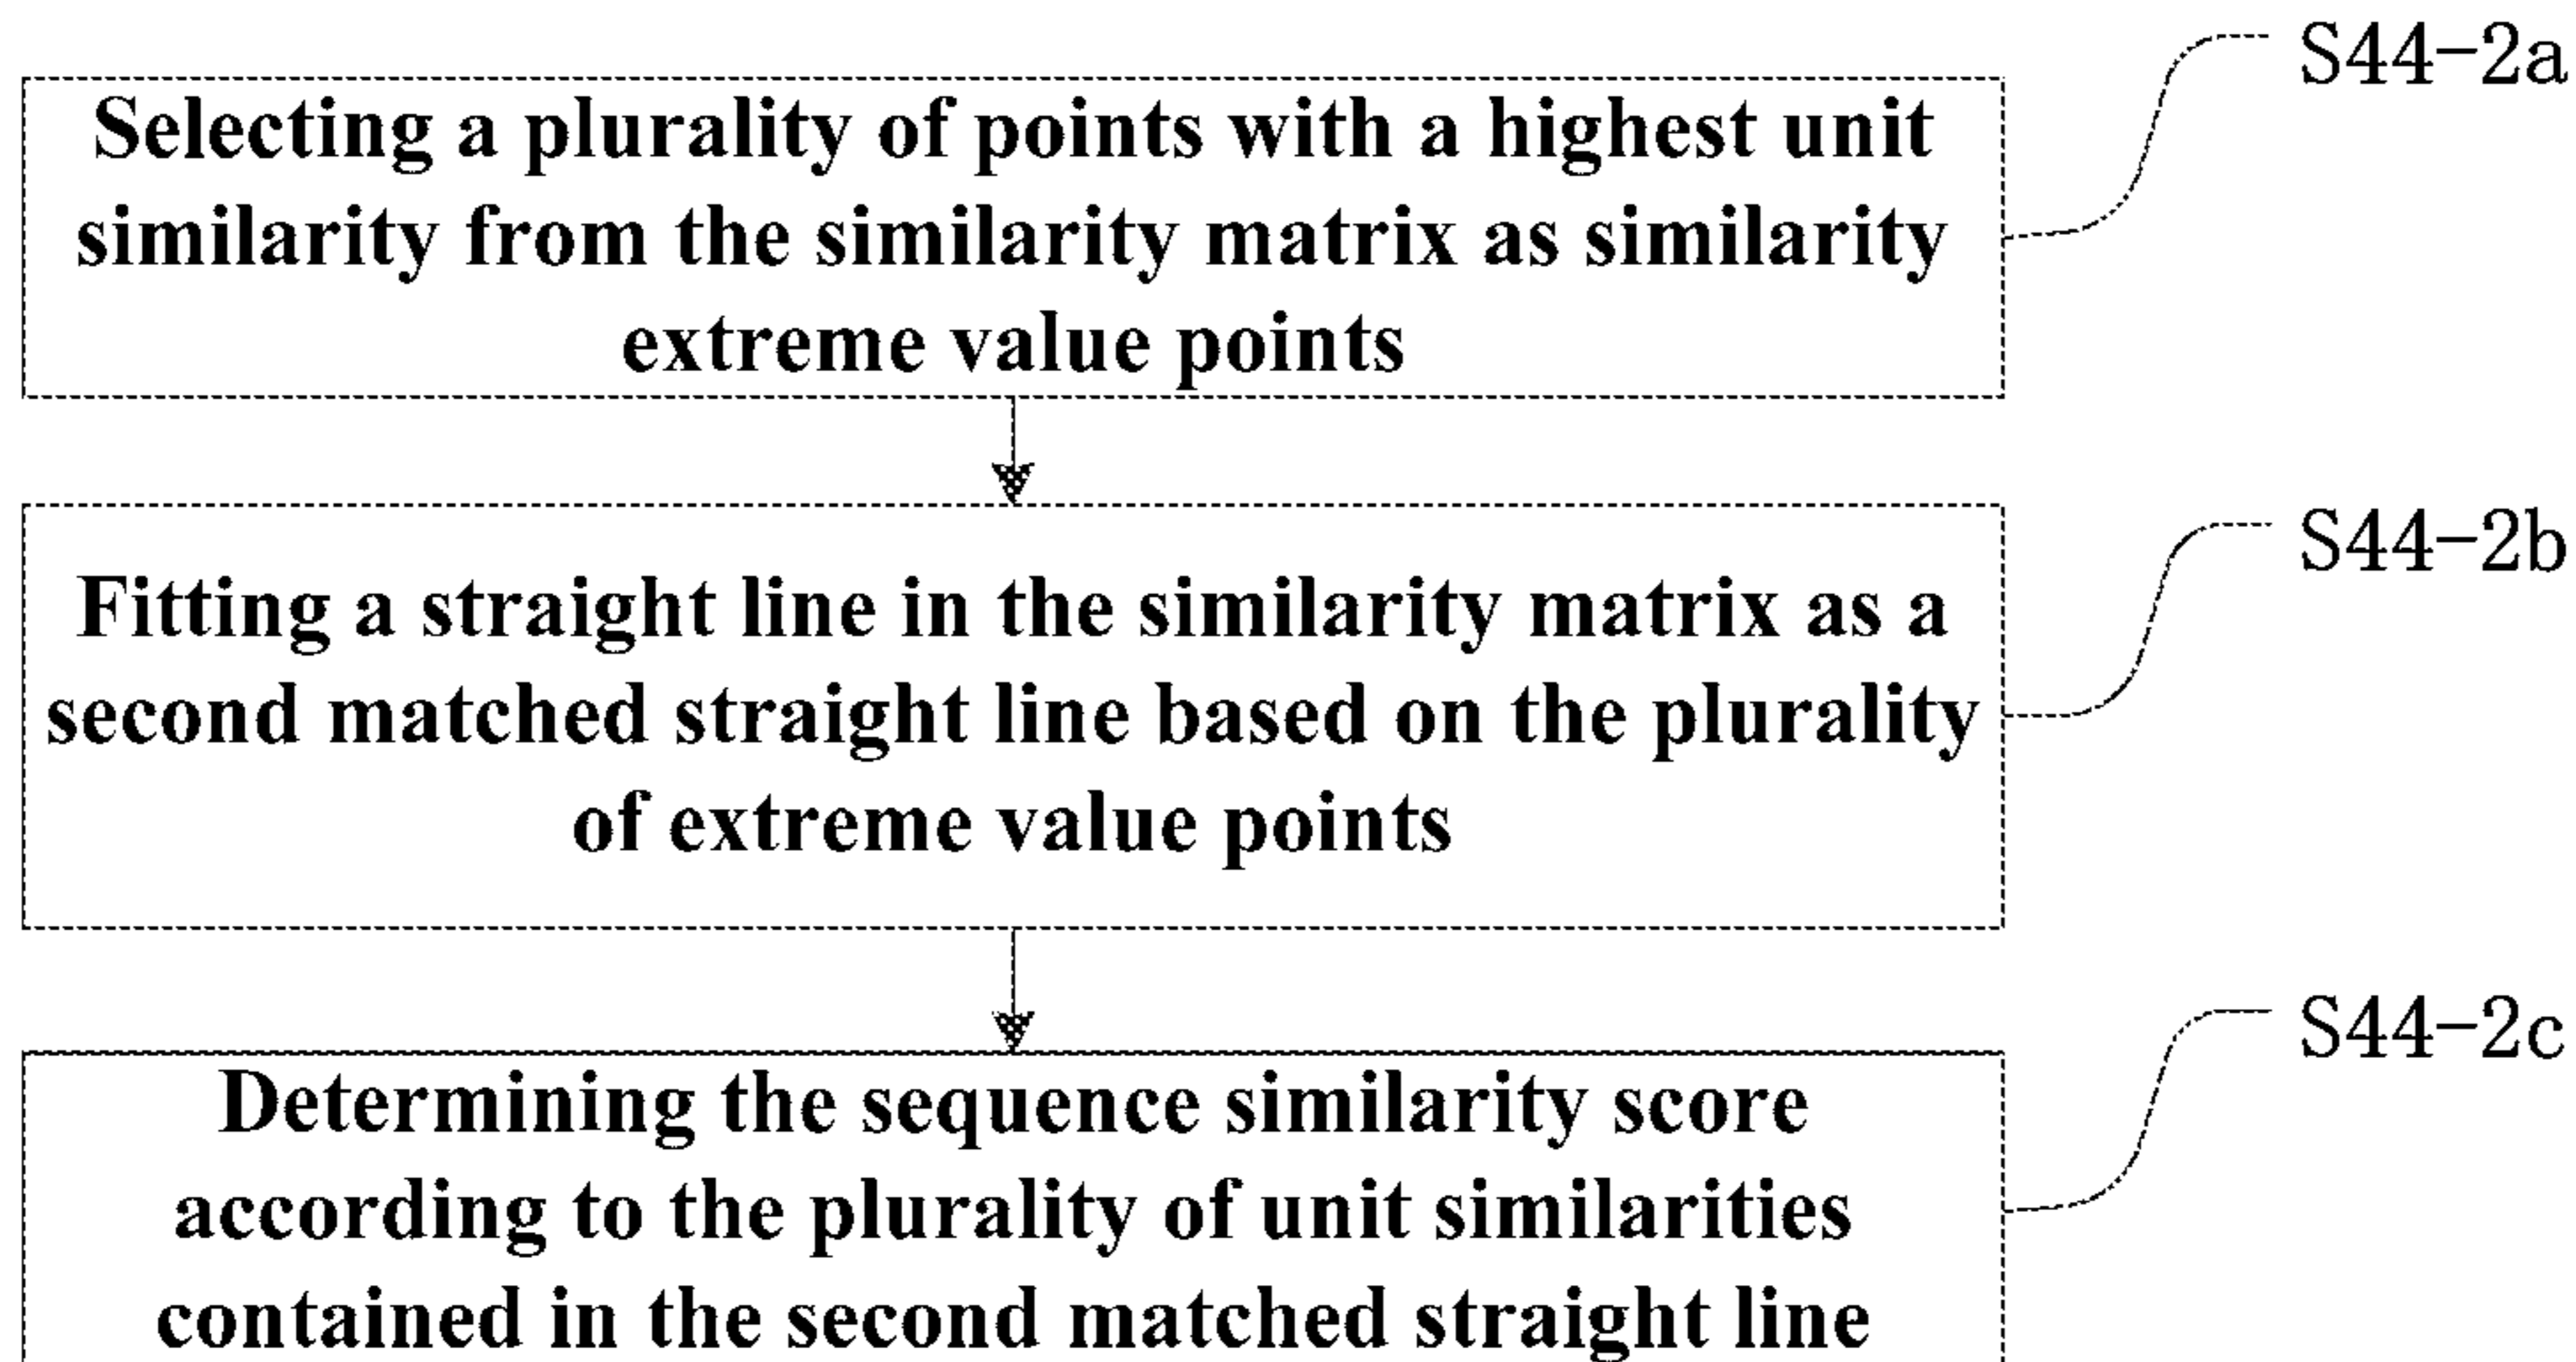 S44-2a
Selecting a plurality of points with a highest unit
similarity from the similarity matrix as similarity
extreme value points
S44-2b
Fitting a straight line in the similarity matrix as a
second matched straight line based on the plurality
of extreme value points
S44-2c
Determining the sequence similarity score
according to the plurality of unit similarities
contained in the second matched straight line